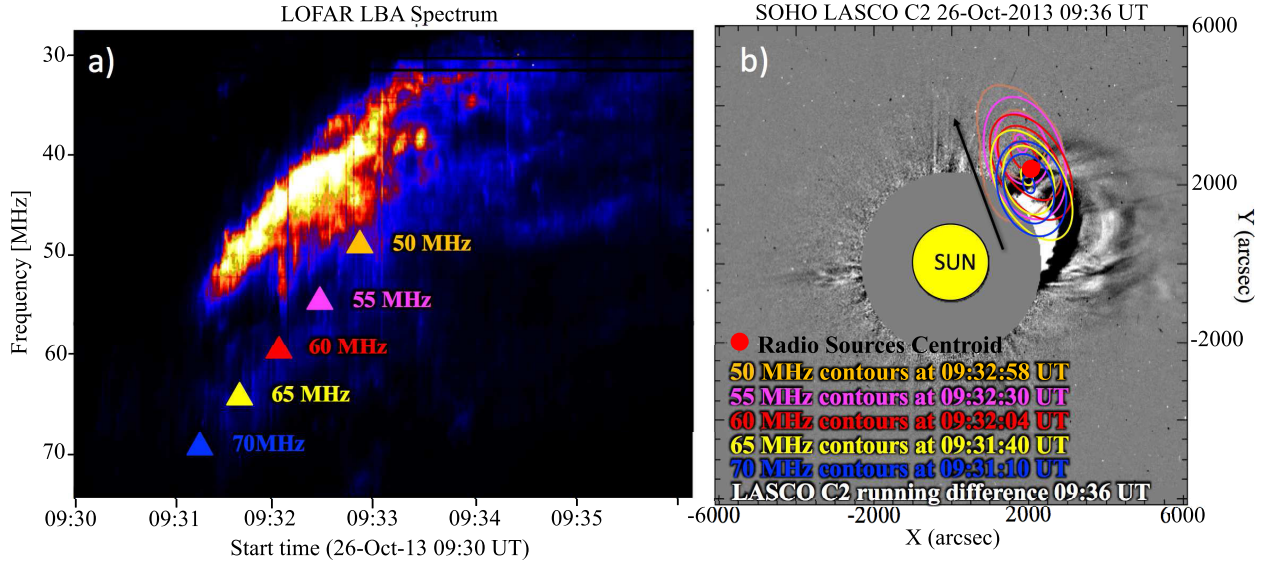 LOFAR LBA Spectrum
a)
30
40
50
60
70
Frequency [MHz]
50 MHz
55 MHz
60 MHz
65 MHz
70MHz
09:30 09:31 09:32 09:33 09:34 09:35
Start time (26-Oct-13 09:30 UT)
SOHO LASCO C2 26-Oct-2013 09:36 UT
b)
6000
2000
-2000
Y (arcsec)
SUN
Radio Sources Centroid
50 MHz contours at 09:32:58 UT
55 MHz contours at 09:32:30 UT
60 MHz contours at 09:32:04 UT
65 MHz contours at 09:31:40 UT
70 MHz contours at 09:31:10 UT
LASCO C2 running difference 09:36 UT
-6000 -2000 2000 6000
X (arcsec)